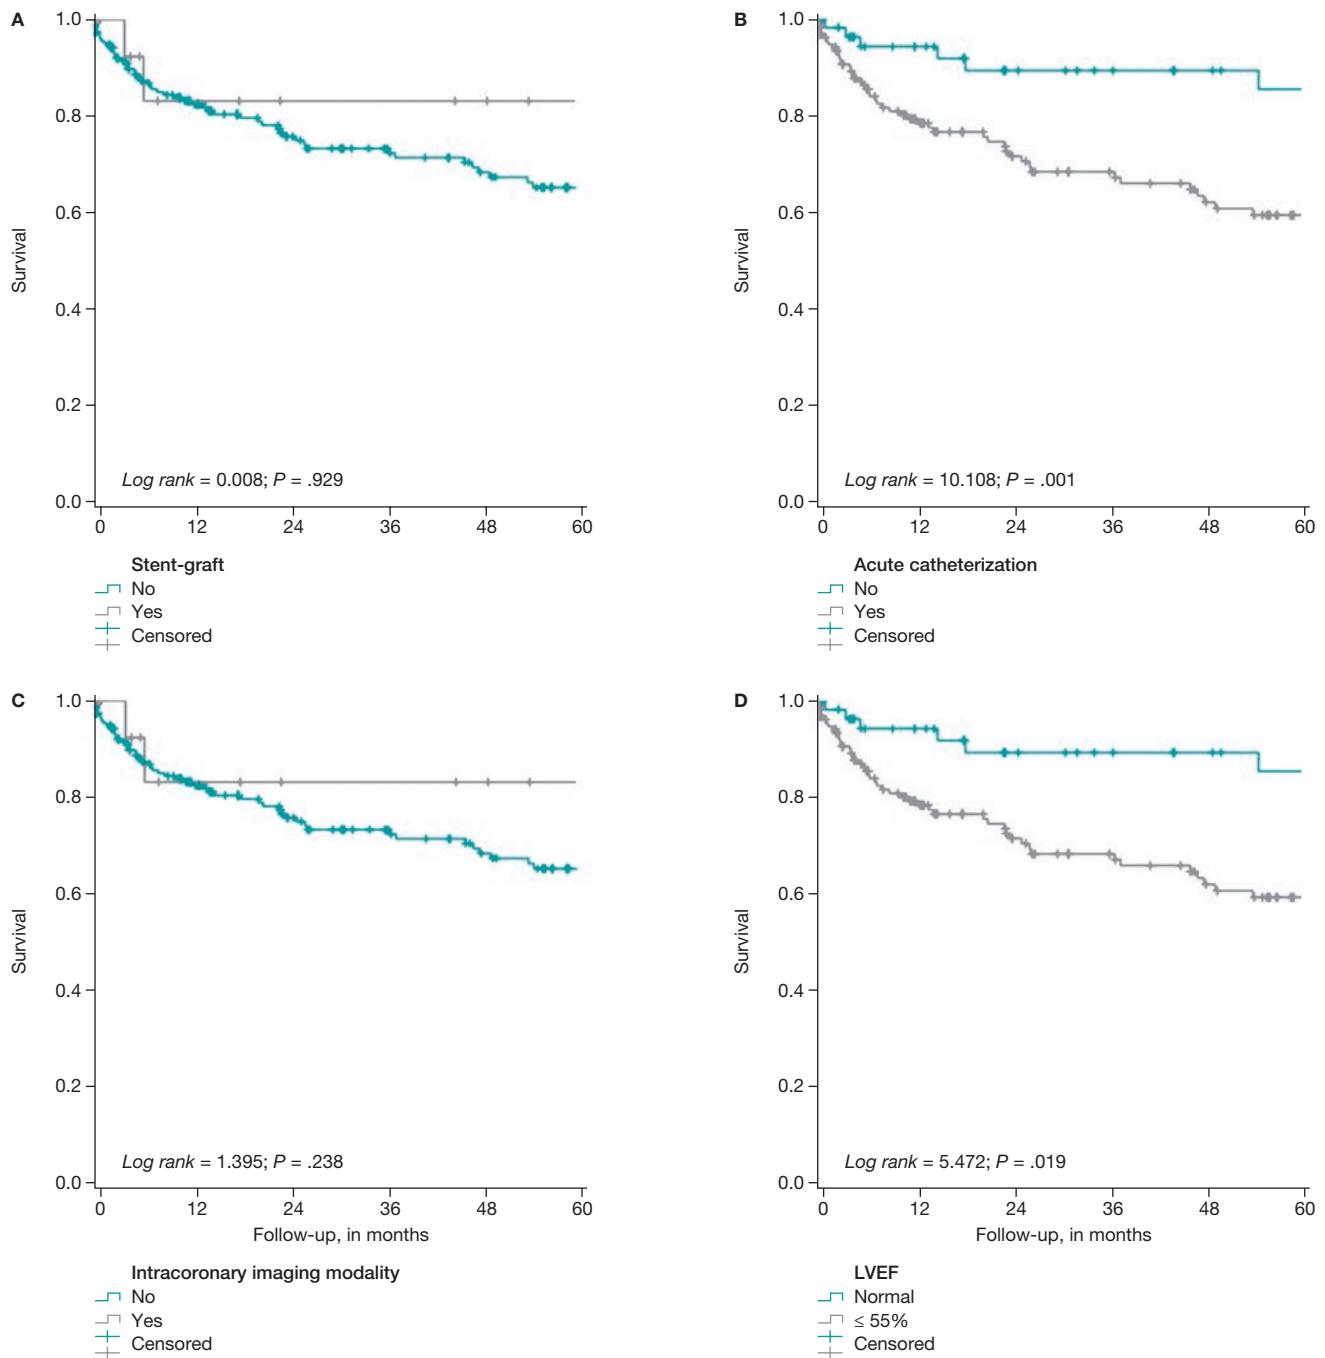 A
1.0
0.8
0.6
0.4
0.2
0.0
Survival
Log rank = 0.008; P = .929
0 12 24 36 48 60
Stent-graft
No
Yes
Censored
B
1.0
0.8
0.6
0.4
0.2
0.0
Survival
Log rank = 10.108; P = .001
0 12 24 36 48 60
Acute catheterization
No
Yes
Censored
C
1.0
0.8
0.6
0.4
0.2
0.0
Survival
Log rank = 1.395; P = .238
0 12 24 36 48 60
Follow-up, in months
Intracoronary imaging modality
No
Yes
Censored
D
1.0
0.8
0.6
0.4
0.2
0.0
Survival
Log rank = 5.472; P = .019
0 12 24 36 48 60
Follow-up, in months
LVEF
Normal
≤ 55%
Censored